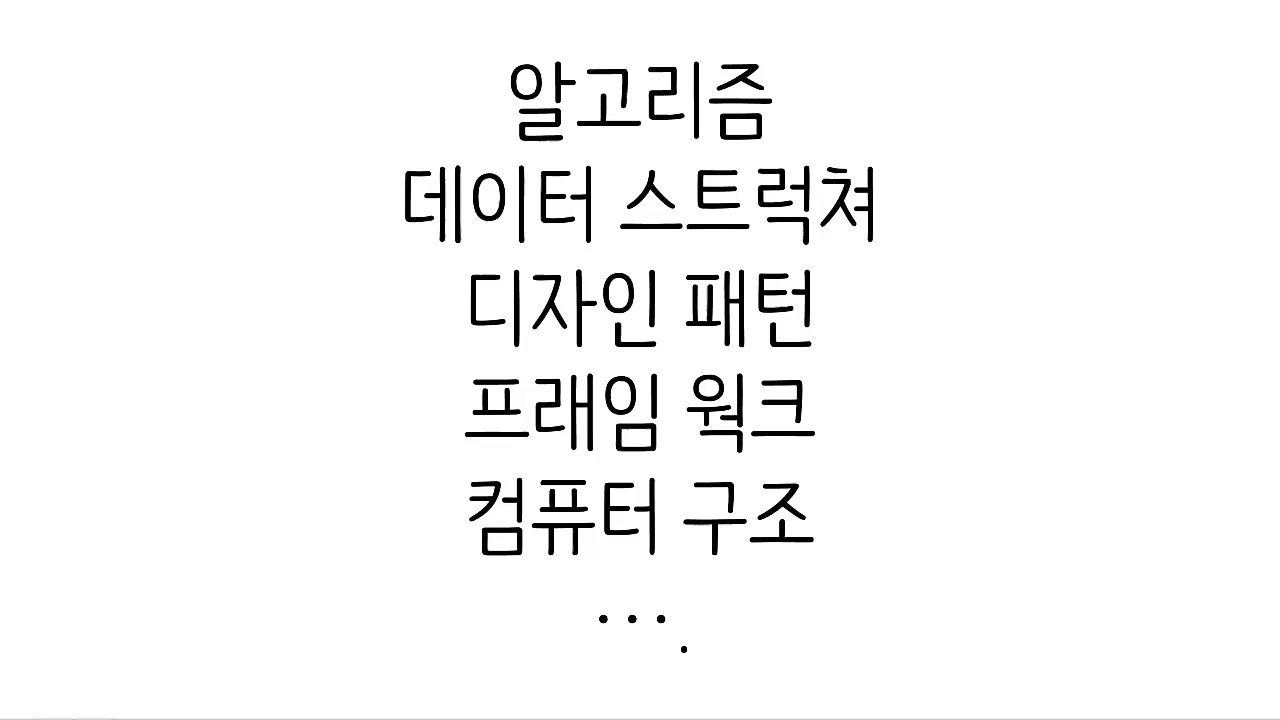 알고리즘
데이터 스트럭쳐
디자인 패턴
프래임 웍크
컴퓨터 구조
...
.